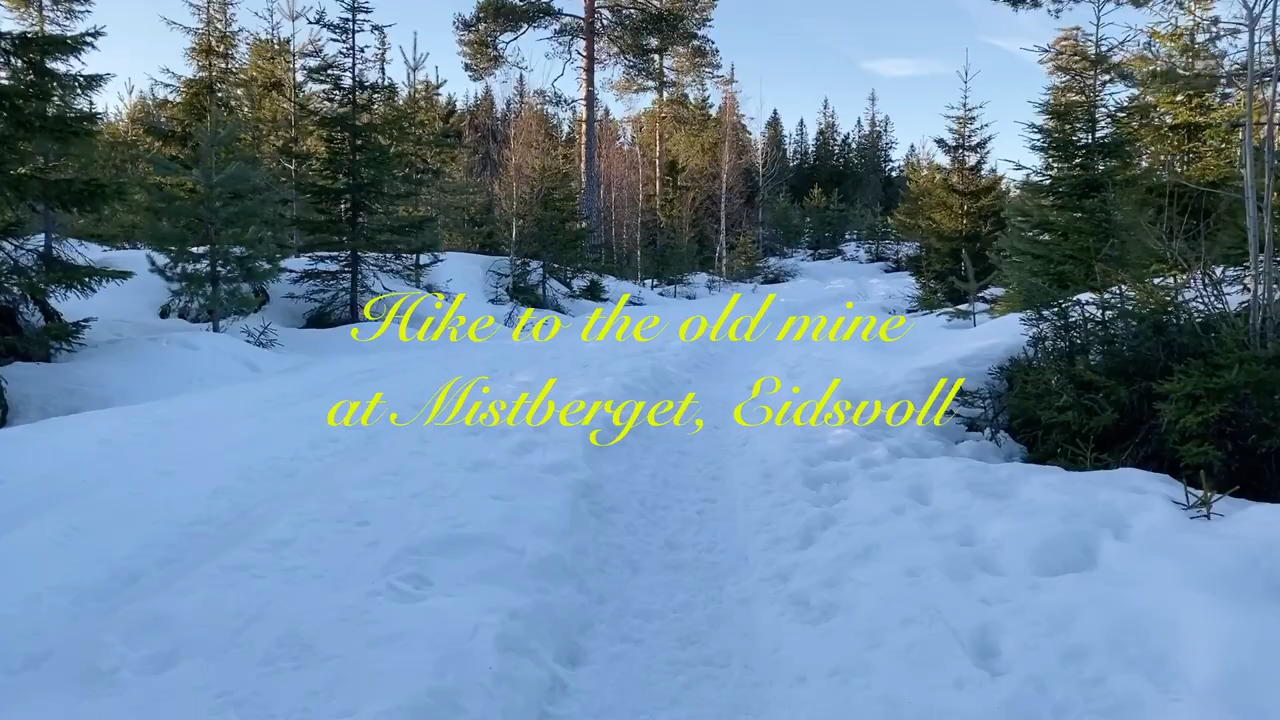 Hike to the old mine
at Mistberget, Eidsvoll